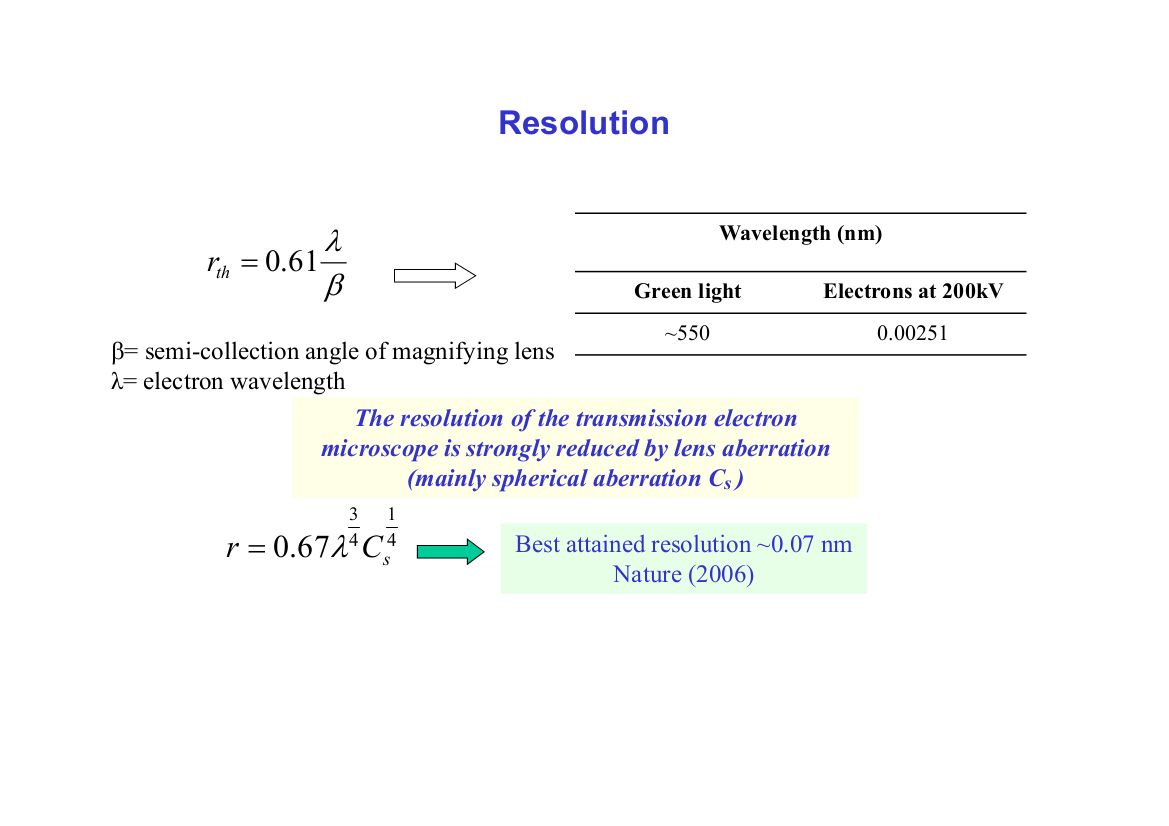 Resolution
r_th = 0.61 λ/β
Wavelength (nm)
Green light Electrons at 200kV
~550 0.00251
β= semi-collection angle of magnifying lens
λ= electron wavelength
The resolution of the transmission electron
microscope is strongly reduced by lens aberration
(mainly spherical aberration Cs )
r = 0.67λ^(3/4) C_s^(1/4)
Best attained resolution ~0.07 nm
Nature (2006)